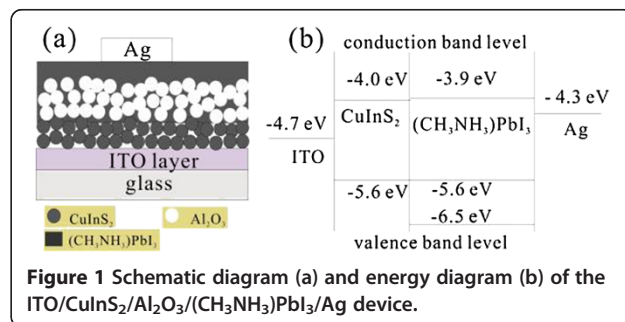 (a)
Ag
ITO layer
glass
CuInS₂
Al₂O₃
(CH₃NH₃)PbI₃
(b)
conduction band level
-4.0 eV
-3.9 eV
-4.7 eV
CuInS₂
(CH₃NH₃)PbI₃
-4.3 eV
ITO
Ag
-5.6 eV
-5.6 eV
-6.5 eV
valence band level
Figure 1 Schematic diagram (a) and energy diagram (b) of the
ITO/CuInS₂/Al₂O₃/(CH₃NH₃)PbI₃/Ag device.